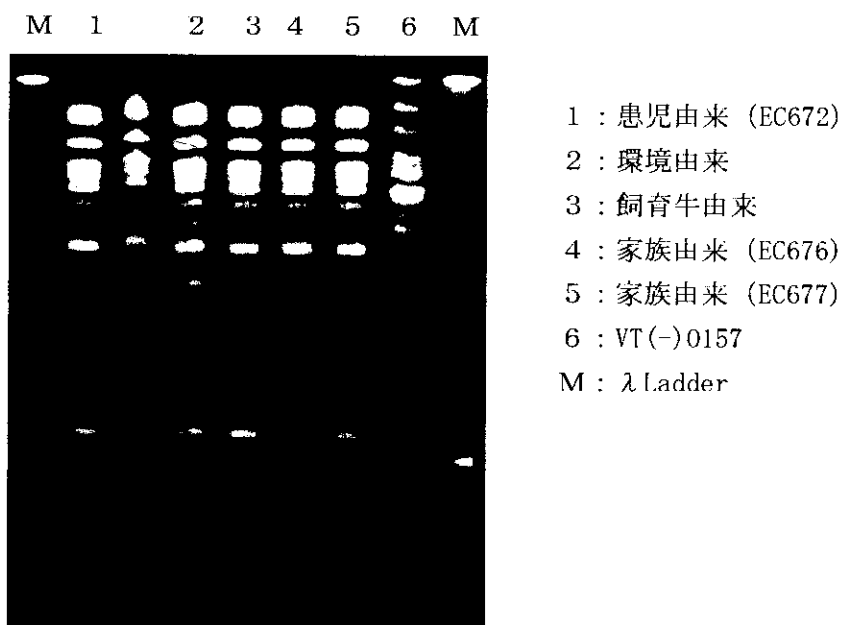 M 1 2 3 4 5 6 M
1：患児由来 (EC672)
2：環境由来
3：飼育牛由来
4：家族由来 (EC676)
5：家族由来 (EC677)
6：VT(-)O157
M：λLadder